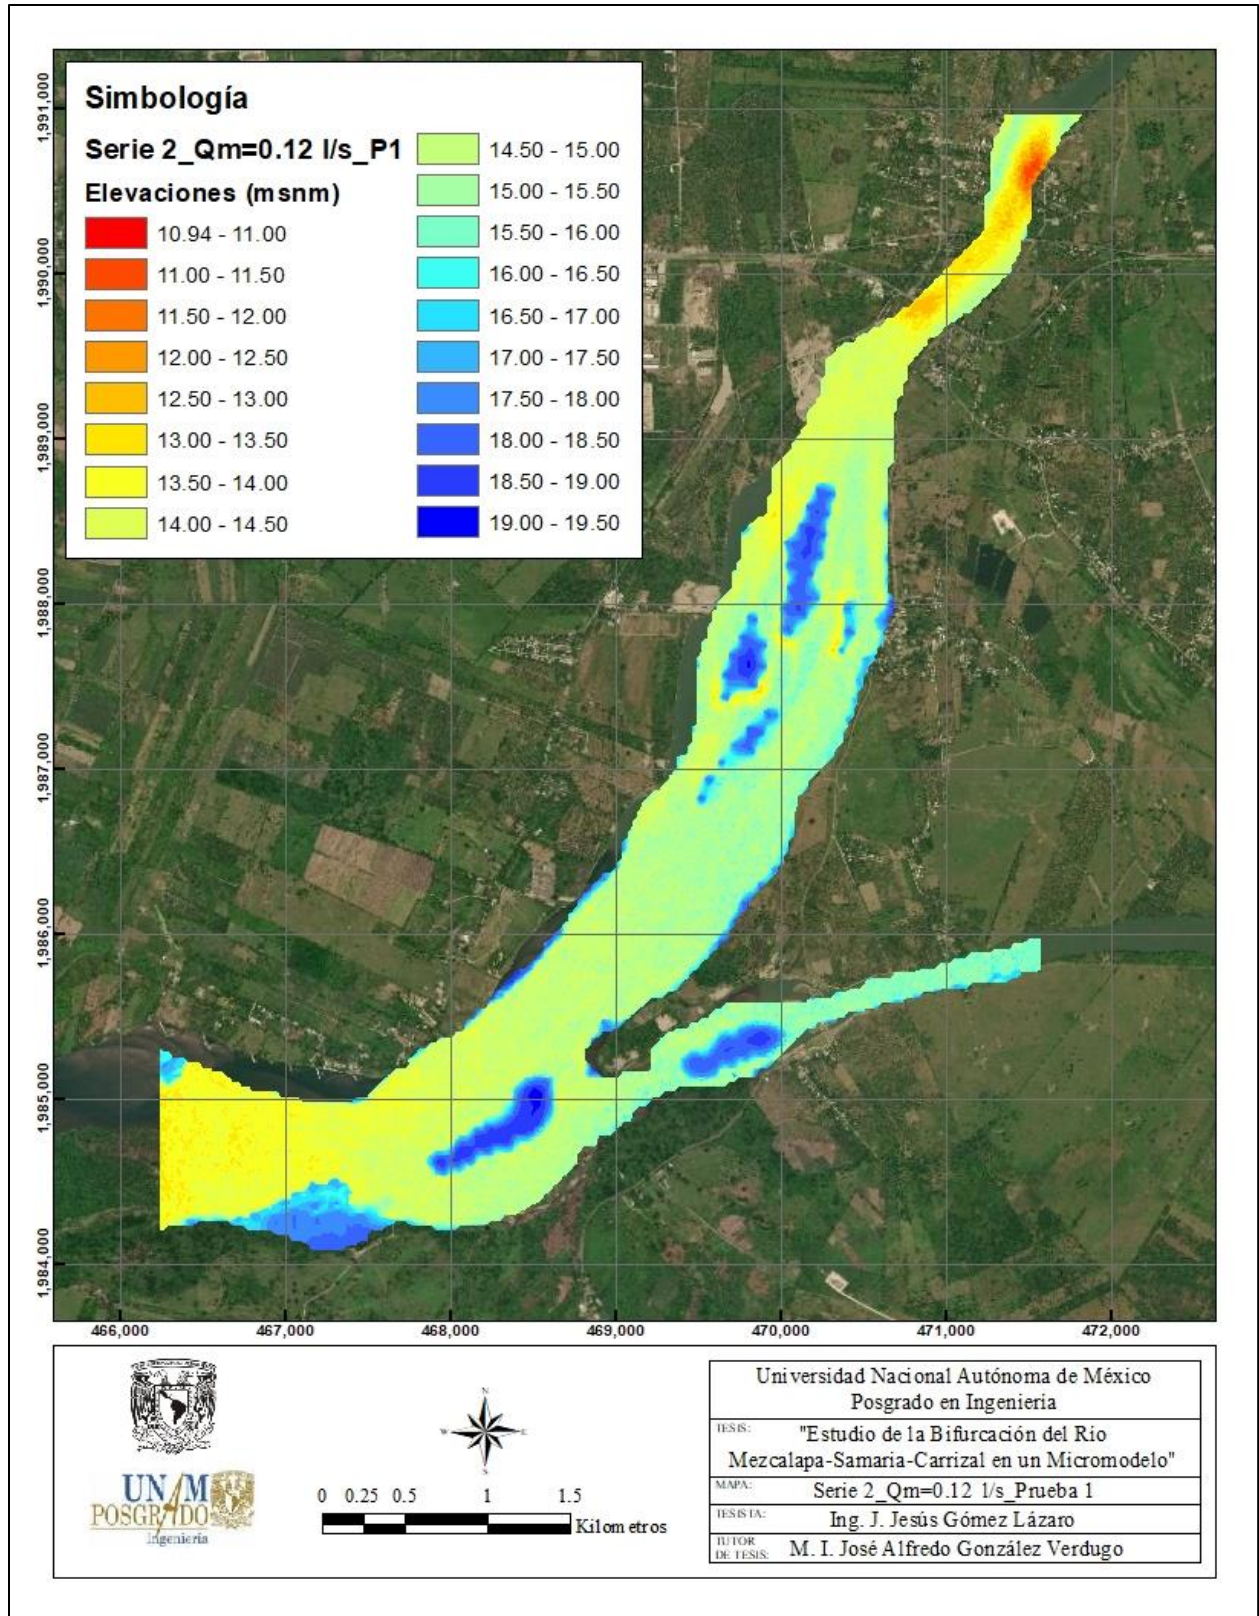 Simbología
Serie 2_Qm=0.12 l/s_P1
Elevaciones (msnm)
10.94 - 11.00
11.00 - 11.50
11.50 - 12.00
12.00 - 12.50
12.50 - 13.00
13.00 - 13.50
13.50 - 14.00
14.00 - 14.50
14.50 - 15.00
15.00 - 15.50
15.50 - 16.00
16.00 - 16.50
16.50 - 17.00
17.00 - 17.50
17.50 - 18.00
18.00 - 18.50
18.50 - 19.00
19.00 - 19.50
1,991,000
1,990,000
1,989,000
1,988,000
1,987,000
1,986,000
1,985,000
1,984,000
466,000 467,000 468,000 469,000 470,000 471,000 472,000
UNAM
POSGRADO
Ingeniería
N
W E
S
0 0.25 0.5 1 1.5
Kilometros
Universidad Nacional Autónoma de México
Posgrado en Ingeniería
TESIS: "Estudio de la Bifurcación del Río
Mezcalapa-Samaria-Carrizal en un Micromodelo"
MAPA: Serie 2_Qm=0.12 l/s_Prueba 1
TESISTA: Ing. J. Jesús Gómez Lázaro
TUTOR
DE TESIS: M. I. José Alfredo González Verdugo